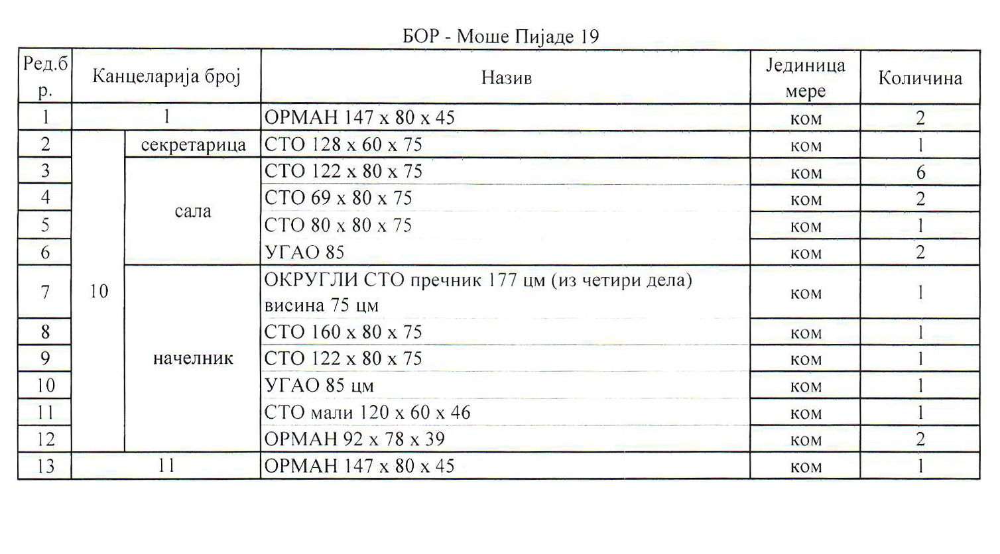 БОР - Моше Пијаде 19
Ред.б
р.
Канцеларија број
Назив
Јединица
мере
Количина
1 1 ОРМАН 147 x 80 x 45 ком 2
2 секретарица СТО 128 x 60 x 75 ком 1
3 СТО 122 x 80 x 75 ком 6
4 СТО 69 x 80 x 75 ком 2
сала
5 СТО 80 x 80 x 75 ком 1
6 УГАО 85 ком 2
7 10 ОКРУГЛИ СТО пречник 177 цм (из четири дела) ком 1
висина 75 цм
8 СТО 160 x 80 x 75 ком 1
9 начелник СТО 122 x 80 x 75 ком 1
10 УГАО 85 цм ком 1
11 СТО мали 120 x 60 x 46 ком 1
12 ОРМАН 92 x 78 x 39 ком 2
13 11 ОРМАН 147 x 80 x 45 ком 1